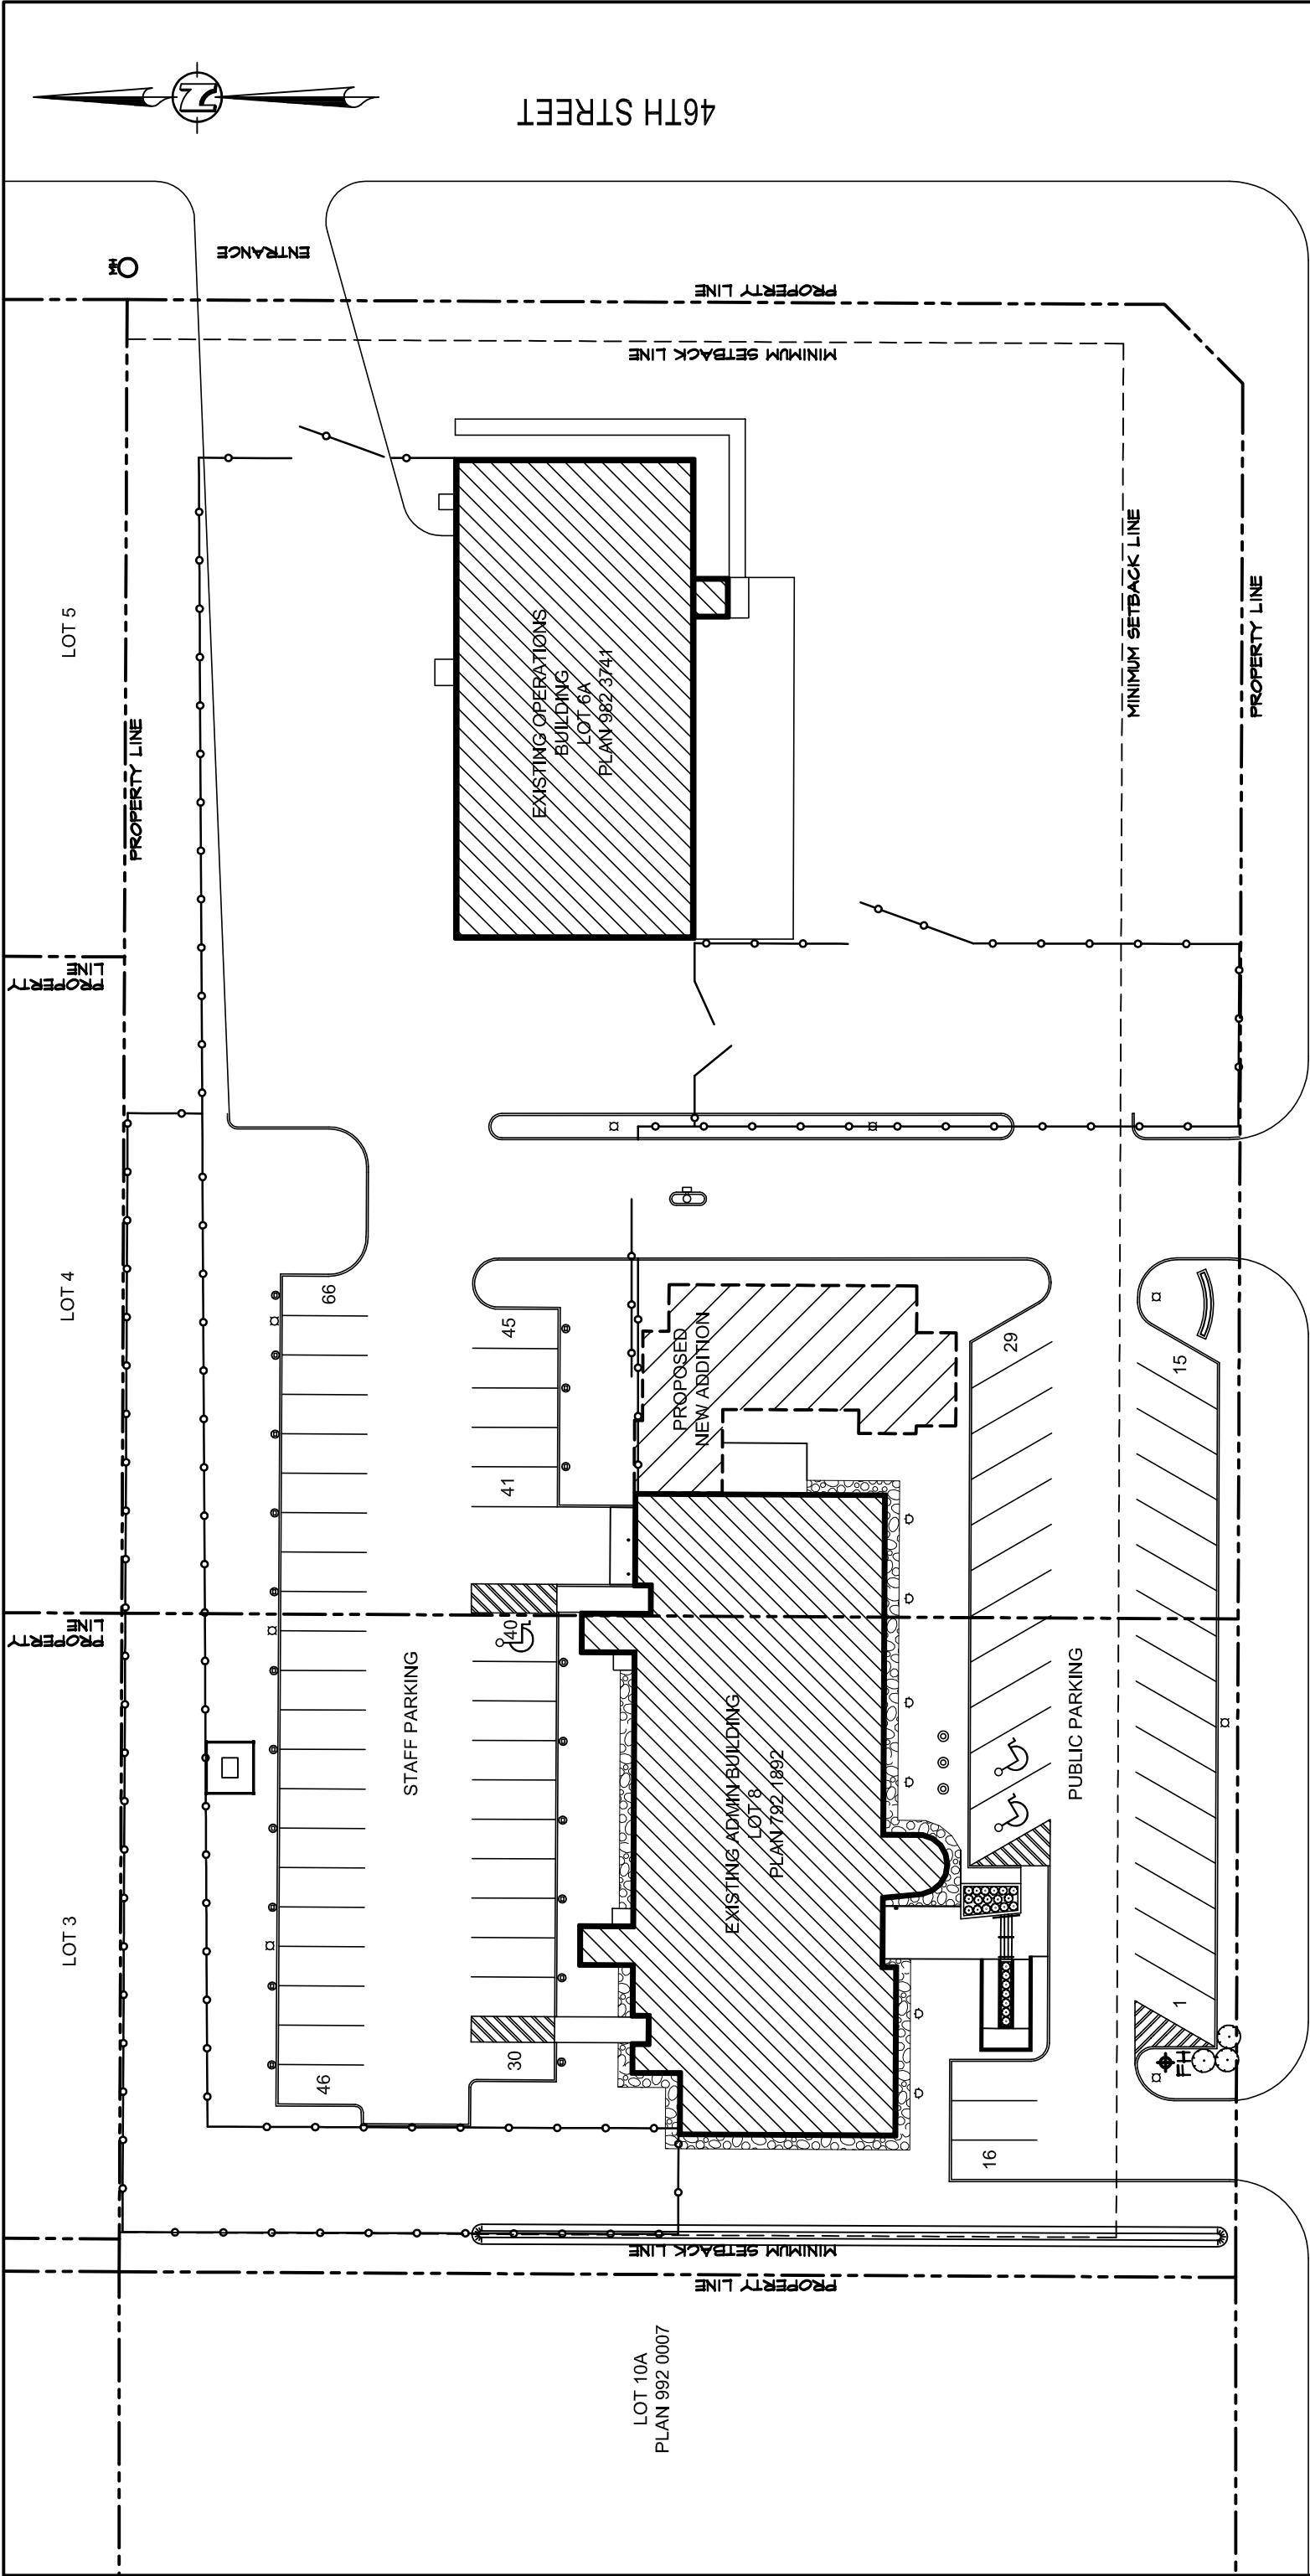 46TH STREET
N
MH
ENTRANCE
PROPERTY LINE
MINIMUM SETBACK LINE
LOT 5
PROPERTY LINE
EXISTING OPERATIONS
BUILDING
LOT 6A
PLAN 982 3741
MINIMUM SETBACK LINE
PROPERTY LINE
PROPERTY
LINE
LOT 4
66
45
41
PROPOSED
NEW ADDITION
29
15
PROPERTY
LINE
40
STAFF PARKING
PUBLIC PARKING
EXISTING ADMIN BUILDING
LOT 8
PLAN 792 1892
LOT 3
46
30
16
1
FH
MINIMUM SETBACK LINE
PROPERTY LINE
LOT 10A
PLAN 992 0007